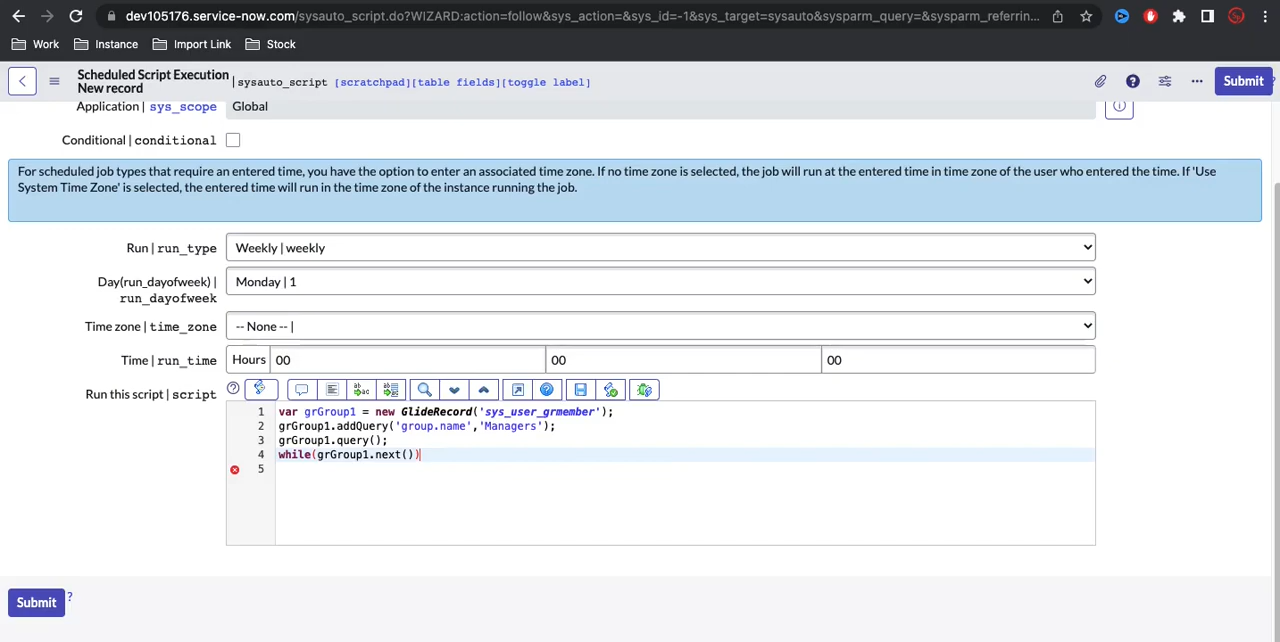 dev105176.service-now.com/sysauto_script.do?WIZARD:action=follow&sys_action=&sys_id=-1&sys_target=sysauto&sysparm_query=&sysparm_referrin...
Work Instance Import Link Stock
Scheduled Script Execution
New record
sysauto_script [scratchpad][table fields][toggle label]
Submit
Application | sys_scope Global
Conditional | conditional
For scheduled job types that require an entered time, you have the option to enter an associated time zone. If no time zone is selected, the job will run at the entered time in time zone of the user who entered the time. If 'Use
System Time Zone' is selected, the entered time will run in the time zone of the instance running the job.
Run | run_type Weekly | weekly
Day(run_dayofweek) |
run_dayofweek
Monday | 1
Time zone | time_zone -- None -- |
Time | run_time Hours 00 00 00
Run this script | script
1 var grGroup1 = new GlideRecord('sys_user_grmember');
2 grGroup1.addQuery('group.name','Managers');
3 grGroup1.query();
4 while(grGroup1.next())
5
Submit ?